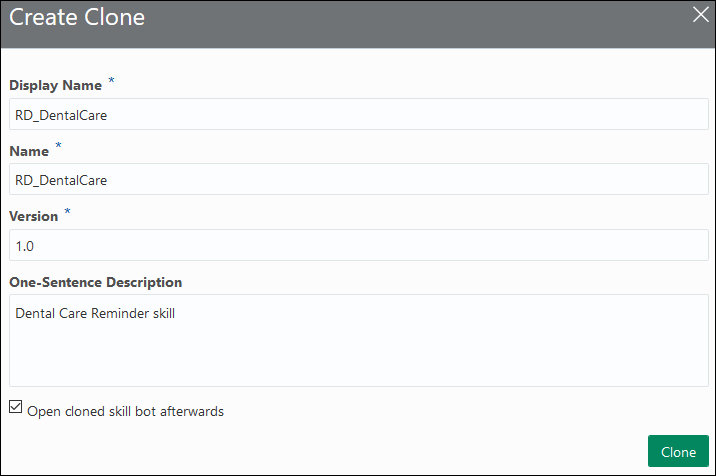 Create Clone
Display Name *
RD_DentalCare
Name *
RD_DentalCare
Version *
1.0
One-Sentence Description
Dental Care Reminder skill
Open cloned skill bot afterwards
Clone